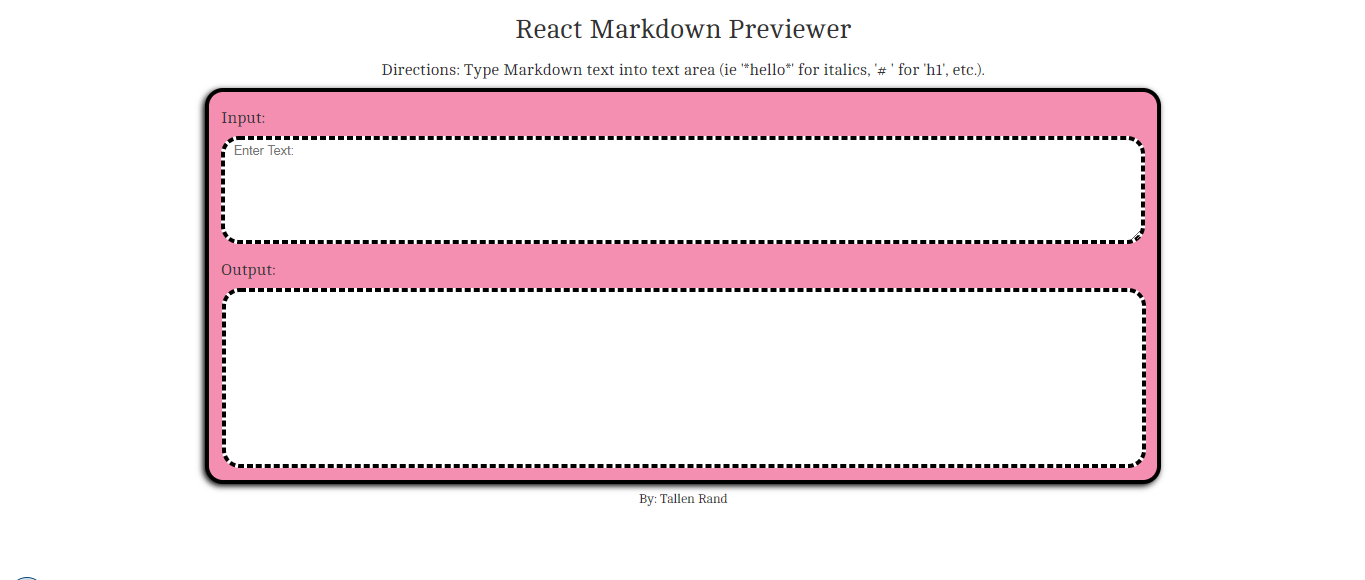 React Markdown Previewer
Directions: Type Markdown text into text area (ie '*hello*' for italics, '# ' for 'h1', etc.).
Input:
Enter Text:
Output:
By: Tallen Rand